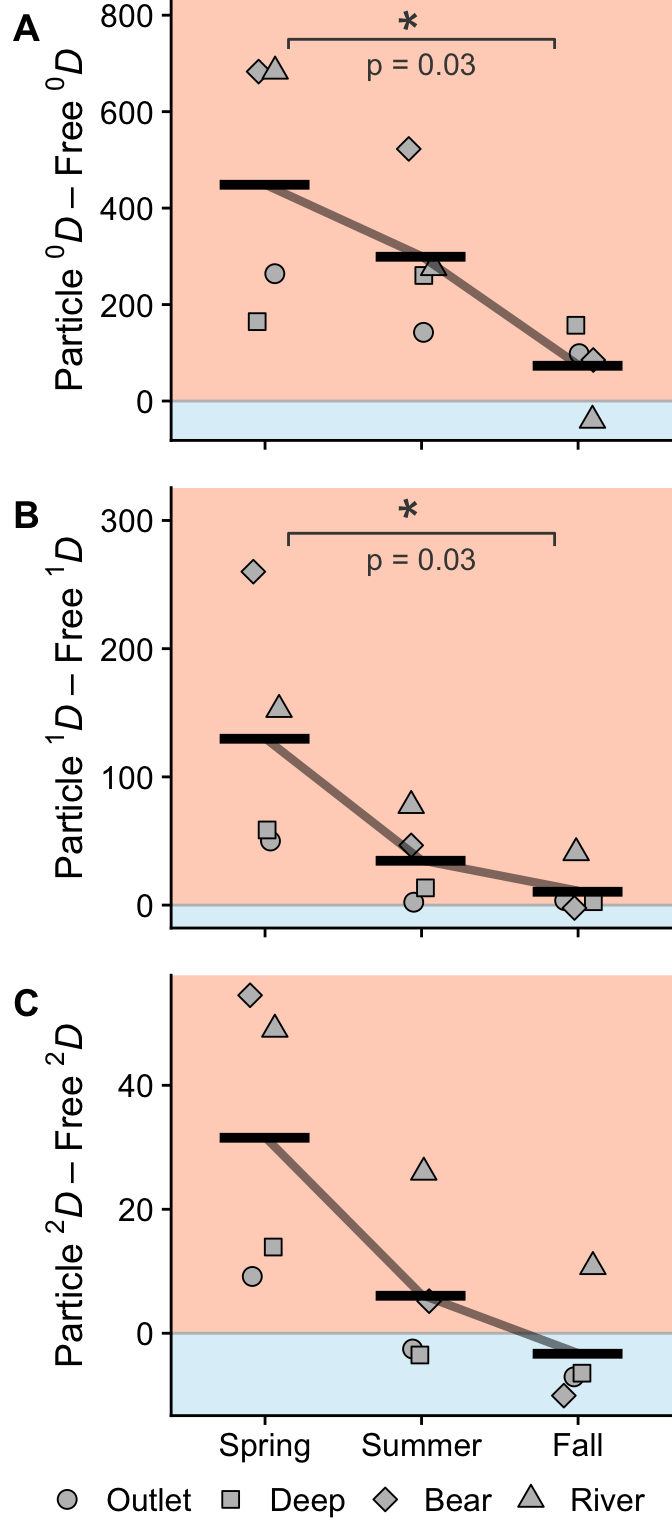 A
Particle ⁰D – Free ⁰D
800
600
400
200
0
*
p = 0.03
B
Particle ¹D – Free ¹D
300
200
100
0
*
p = 0.03
C
Particle ²D – Free ²D
40
20
0
Spring Summer Fall
Outlet Deep Bear River